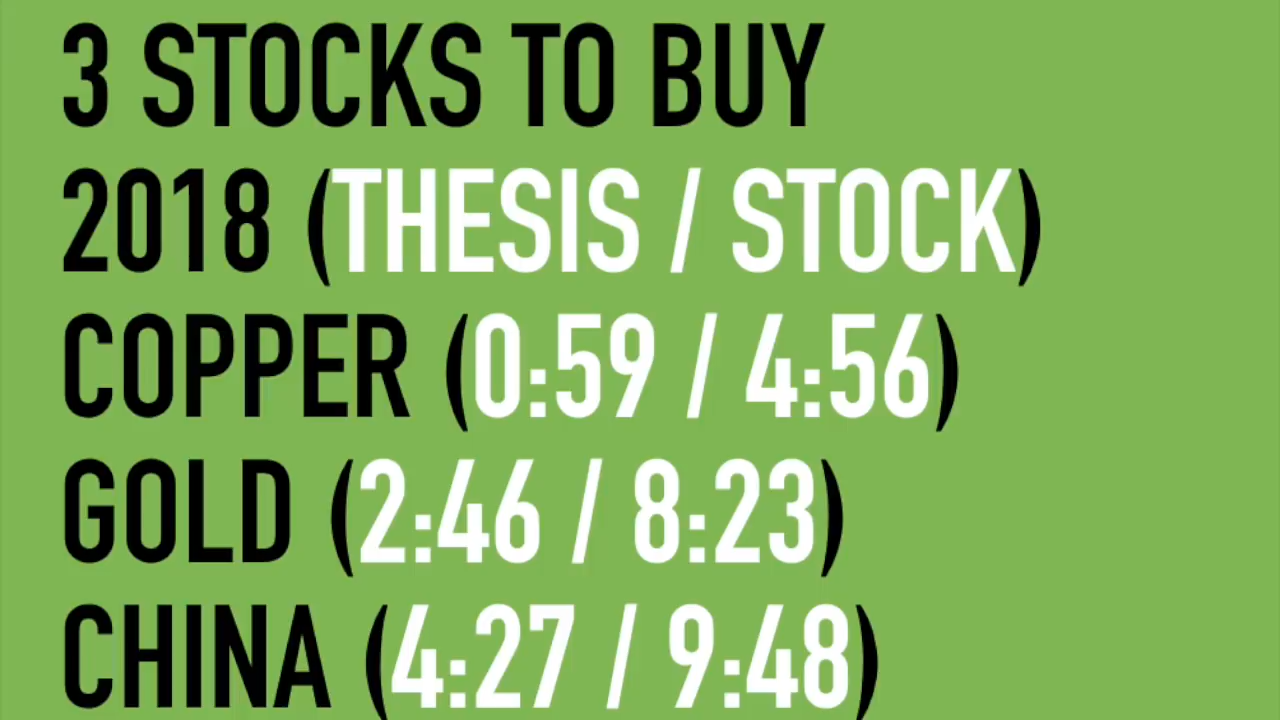 3 STOCKS TO BUY
2018 (THESIS / STOCK)
COPPER (0:59 / 4:56)
GOLD (2:46 / 8:23)
CHINA (4:27 / 9:48)